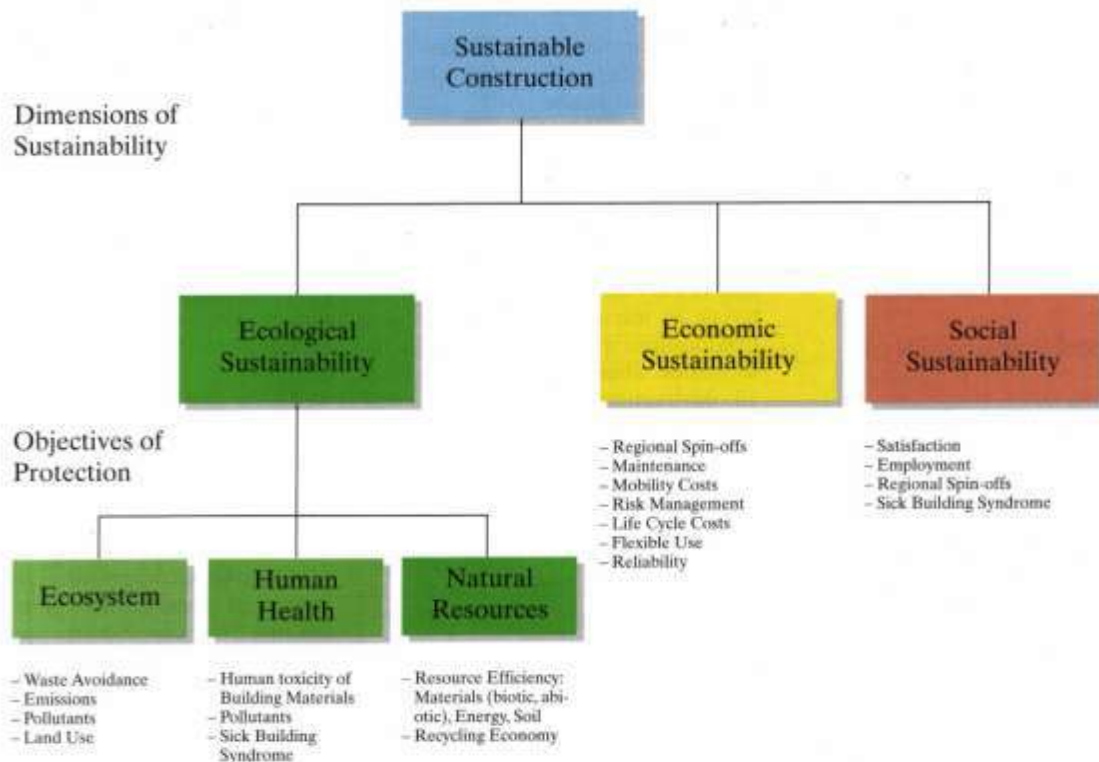 Sustainable
Construction
Dimensions of
Sustainability
Ecological
Sustainability
Economic
Sustainability
Social
Sustainability
Objectives of
Protection
– Regional Spin-offs
– Maintenance
– Mobility Costs
– Risk Management
– Life Cycle Costs
– Flexible Use
– Reliability
– Satisfaction
– Employment
– Regional Spin-offs
– Sick Building Syndrome
Ecosystem
Human
Health
Natural
Resources
– Waste Avoidance
– Emissions
– Pollutants
– Land Use
– Human toxicity of
Building Materials
– Pollutants
– Sick Building
Syndrome
– Resource Efficiency:
Materials (biotic, abi-
otic), Energy, Soil
– Recycling Economy